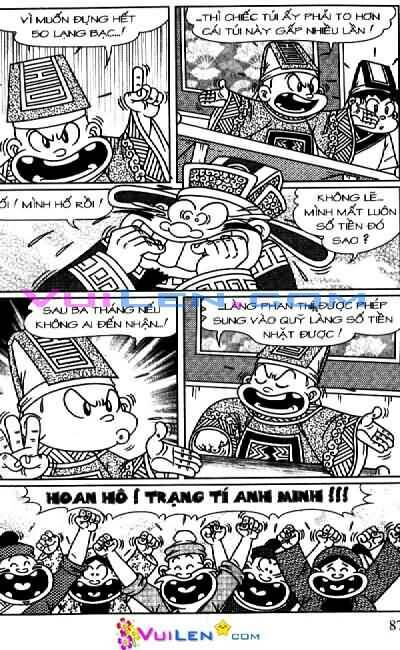 VÌ MUỐN ĐỰNG HẾT
50 LẠNG BẠC...!
...THÌ CHIẾC TÚI ẤY PHẢI TO HƠN
CÁI TÚI NÀY GẤP NHIỀU LẦN!
ỐI! MÌNH HỐ RỒI!
KHÔNG LẼ...
MÌNH MẤT LUÔN
SỐ TIỀN ĐÓ
SAO?
VUILEN.COM
SAU BA THÁNG NẾU
KHÔNG AI ĐẾN NHẬN...!
...LÀNG PHAN THỊ ĐƯỢC PHÉP
SUNG VÀO QUỸ LÀNG SỐ TIỀN
NHẶT ĐƯỢC!
HOAN HÔ! TRẠNG TÍ ANH MINH!!!
87
VUILEN.COM